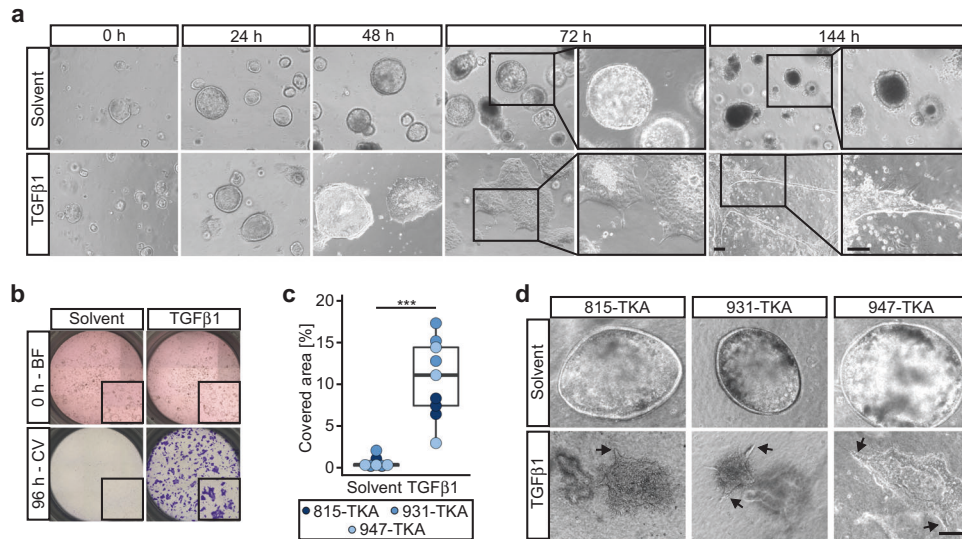 a
0 h 24 h 48 h 72 h 144 h
Solvent
TGFβ1
b
Solvent TGFβ1
0 h - BF
96 h - CV
c
***
Covered area [%]
20
15
10
5
0
Solvent TGFβ1
815-TKA 931-TKA
947-TKA
d
815-TKA 931-TKA 947-TKA
Solvent
TGFβ1